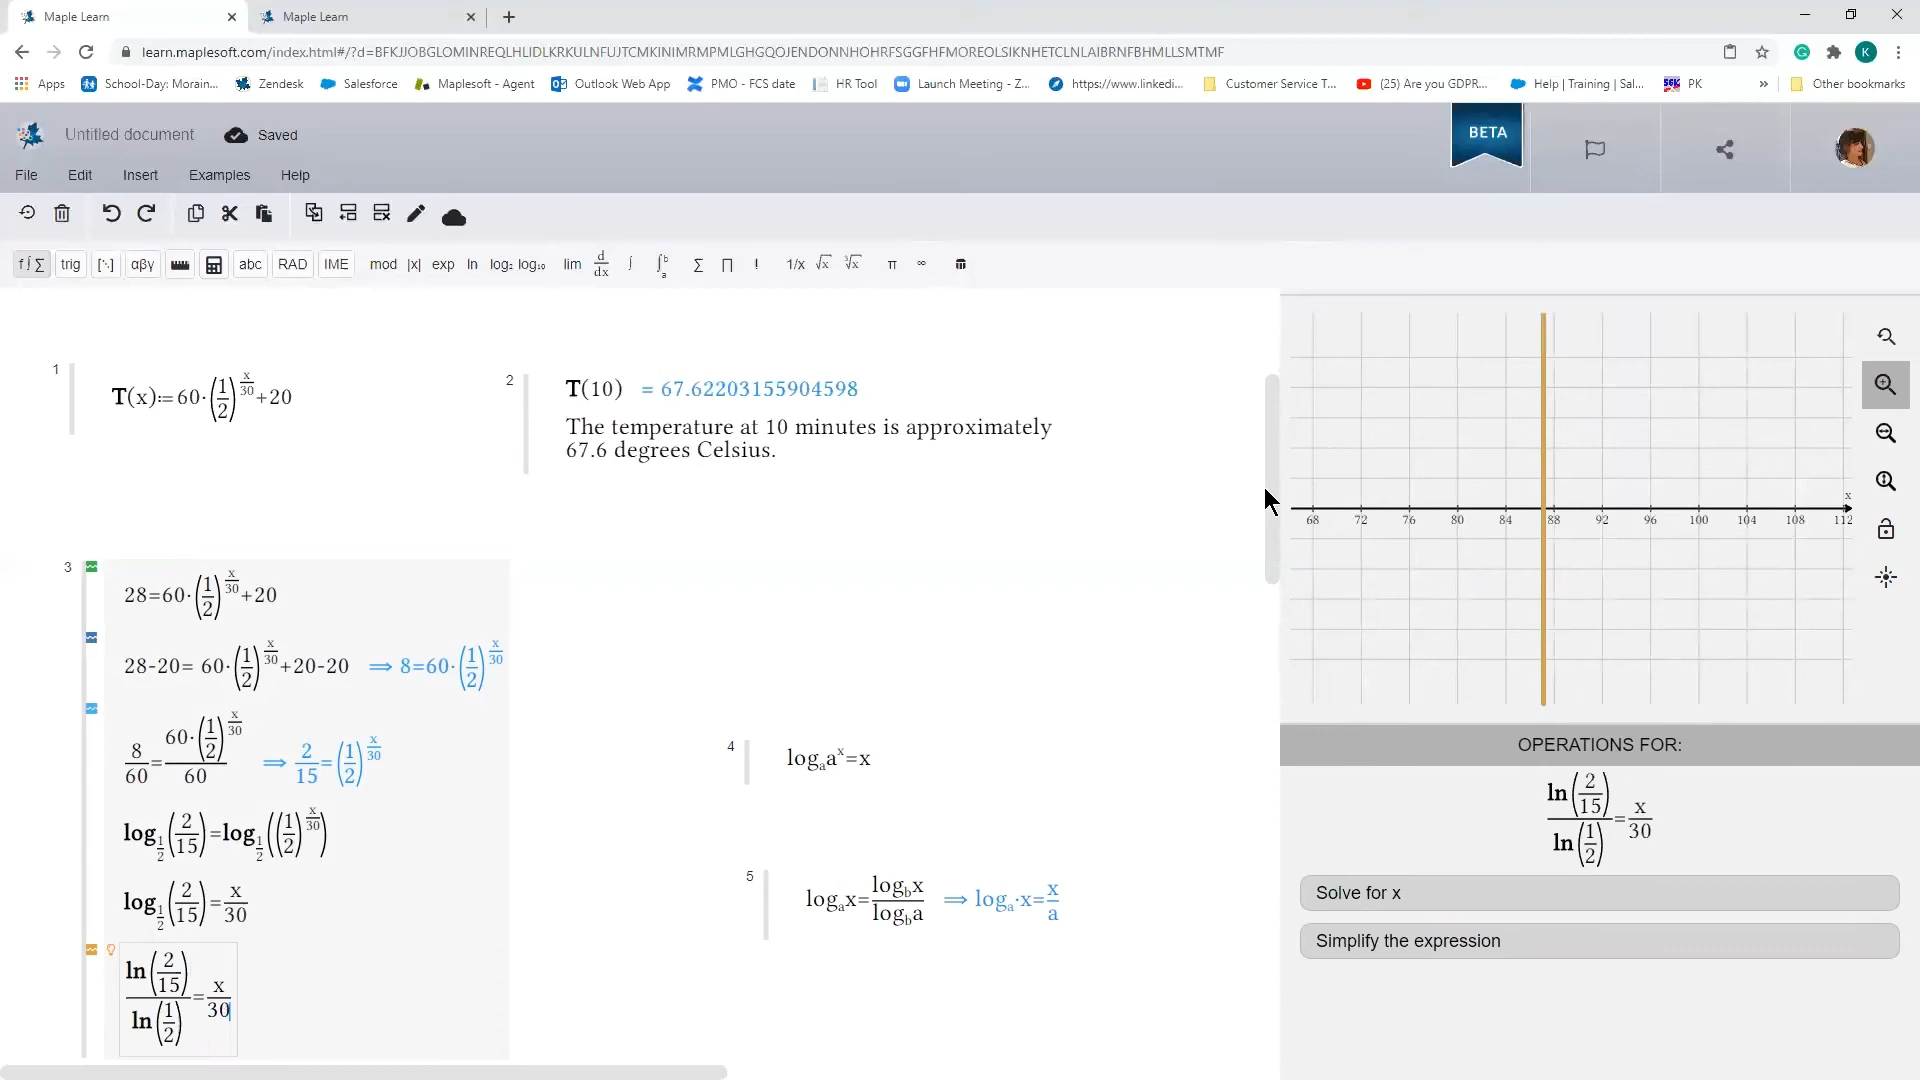 Maple Learn
Maple Learn
learn.maplesoft.com/index.html#/?d=BFKJJOBGLOMINREQLHLIDLKRKULNFUJTCMKINIMRMPMLGHGQOJENDONNHOHRFSGGFHFMOREOLSIKNHETCLNLAIBRNFBHMLLSMTMF
K
Apps School-Day: Morain... Zendesk Salesforce Maplesoft - Agent Outlook Web App PMO - FCS date HR Tool Launch Meeting - Z... https://www.linkedi... Customer Service T... (25) Are you GDPR... Help | Training | Sal... PK » Other bookmarks
Untitled document Saved
BETA
File Edit Insert Examples Help
f ∫ ∑ trig [⋱] αβγ abc RAD IME mod |x| exp ln log₂ log₁₀ lim d/dx ∫ ∫ₐᵇ ∑ ∏ ! 1/x √x ∛x π ∞
1
T(x):=60·(1/2)^(x/30)+20
2
T(10) = 67.62203155904598
The temperature at 10 minutes is approximately
67.6 degrees Celsius.
3
28=60·(1/2)^(x/30)+20
28-20= 60·(1/2)^(x/30)+20-20 ⟹ 8=60·(1/2)^(x/30)
8/60=60·(1/2)^(x/30)/60 ⟹ 2/15=(1/2)^(x/30)
log_(1/2)(2/15)=log_(1/2)((1/2)^(x/30))
log_(1/2)(2/15)=x/30
ln(2/15)/ln(1/2)=x/30
4
logₐaˣ=x
5
logₐx=log_b x/log_b a ⟹ logₐ·x=x/a
x
68 72 76 80 84 88 92 96 100 104 108 112
OPERATIONS FOR:
ln(2/15)/ln(1/2)=x/30
Solve for x
Simplify the expression